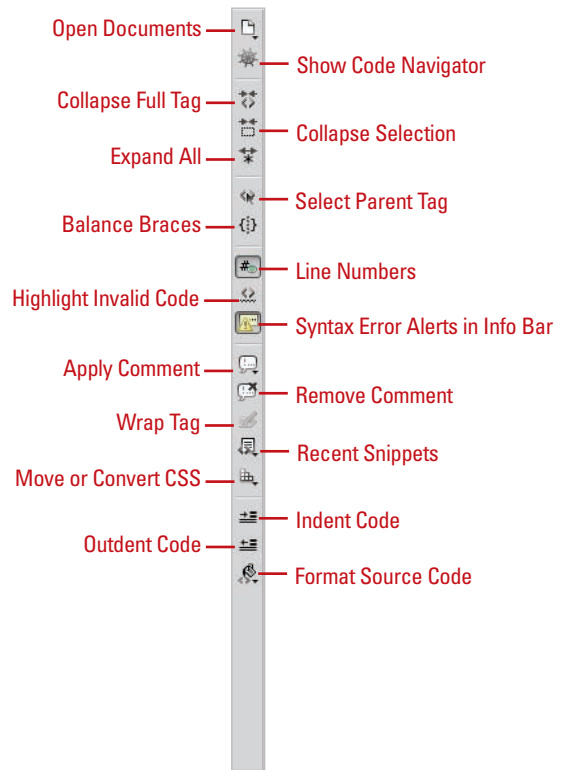 Open Documents
Show Code Navigator
Collapse Full Tag
Collapse Selection
Expand All
Select Parent Tag
Balance Braces
Line Numbers
Highlight Invalid Code
Syntax Error Alerts in Info Bar
Apply Comment
Remove Comment
Wrap Tag
Recent Snippets
Move or Convert CSS
Indent Code
Outdent Code
Format Source Code